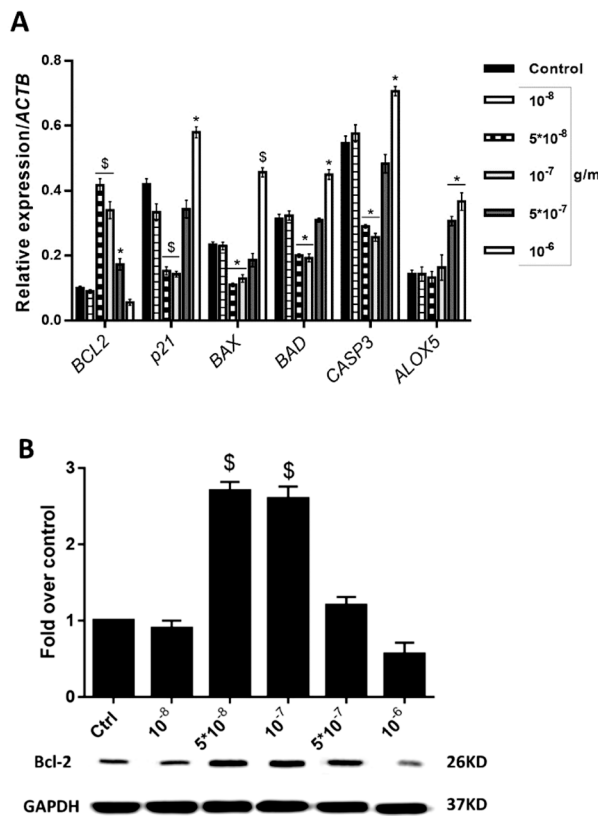 A
Relative expression/ACTB
0.8
0.6
0.4
0.2
0.0
$
*
*
$
*
$
*
*
*
*
*
*
BCL2
p21
BAX
BAD
CASP3
ALOX5
Control
10⁻⁸
5*10⁻⁸
10⁻⁷
5*10⁻⁷
10⁻⁶
g/m
B
Fold over control
3
2
1
0
$
$
Ctrl
10⁻⁸
5*10⁻⁸
10⁻⁷
5*10⁻⁷
10⁻⁶
Bcl-2
26KD
GAPDH
37KD